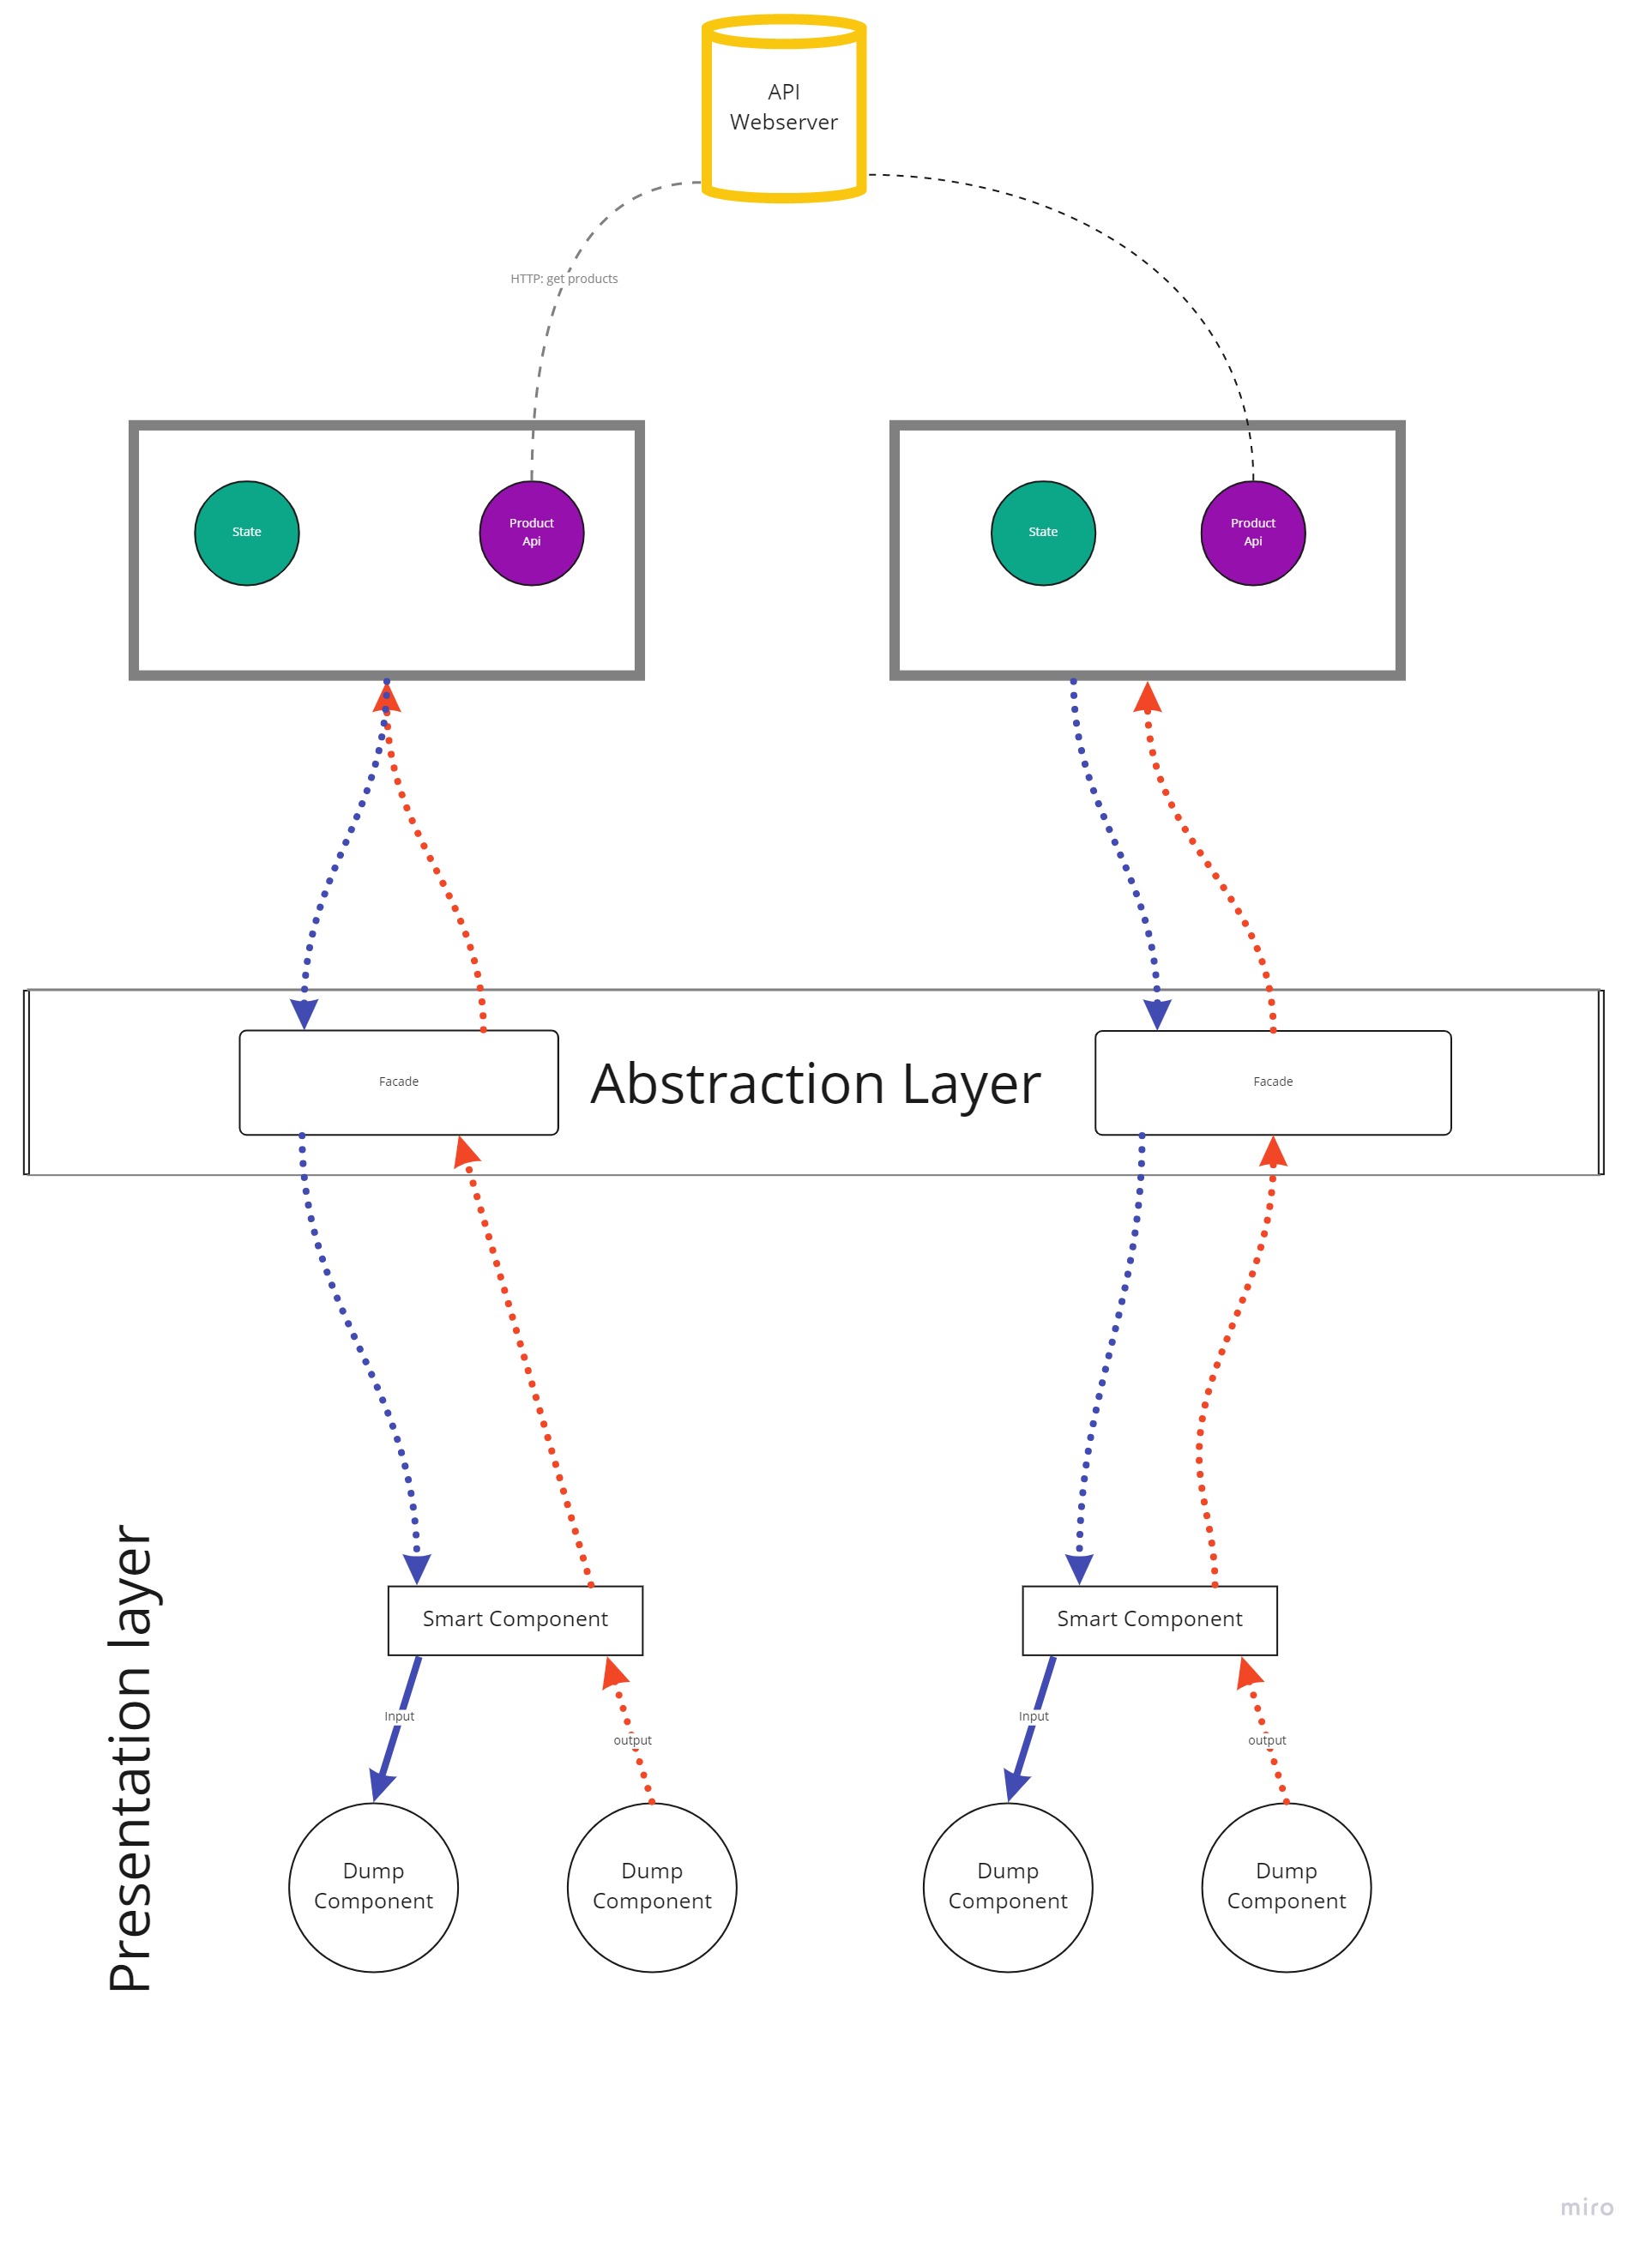 API
Webserver
HTTP: get products
State
Product
Api
State
Product
Api
Facade
Abstraction Layer
Facade
Presentation layer
Smart Component
Smart Component
Input
output
Input
output
Dump
Component
Dump
Component
Dump
Component
Dump
Component
miro